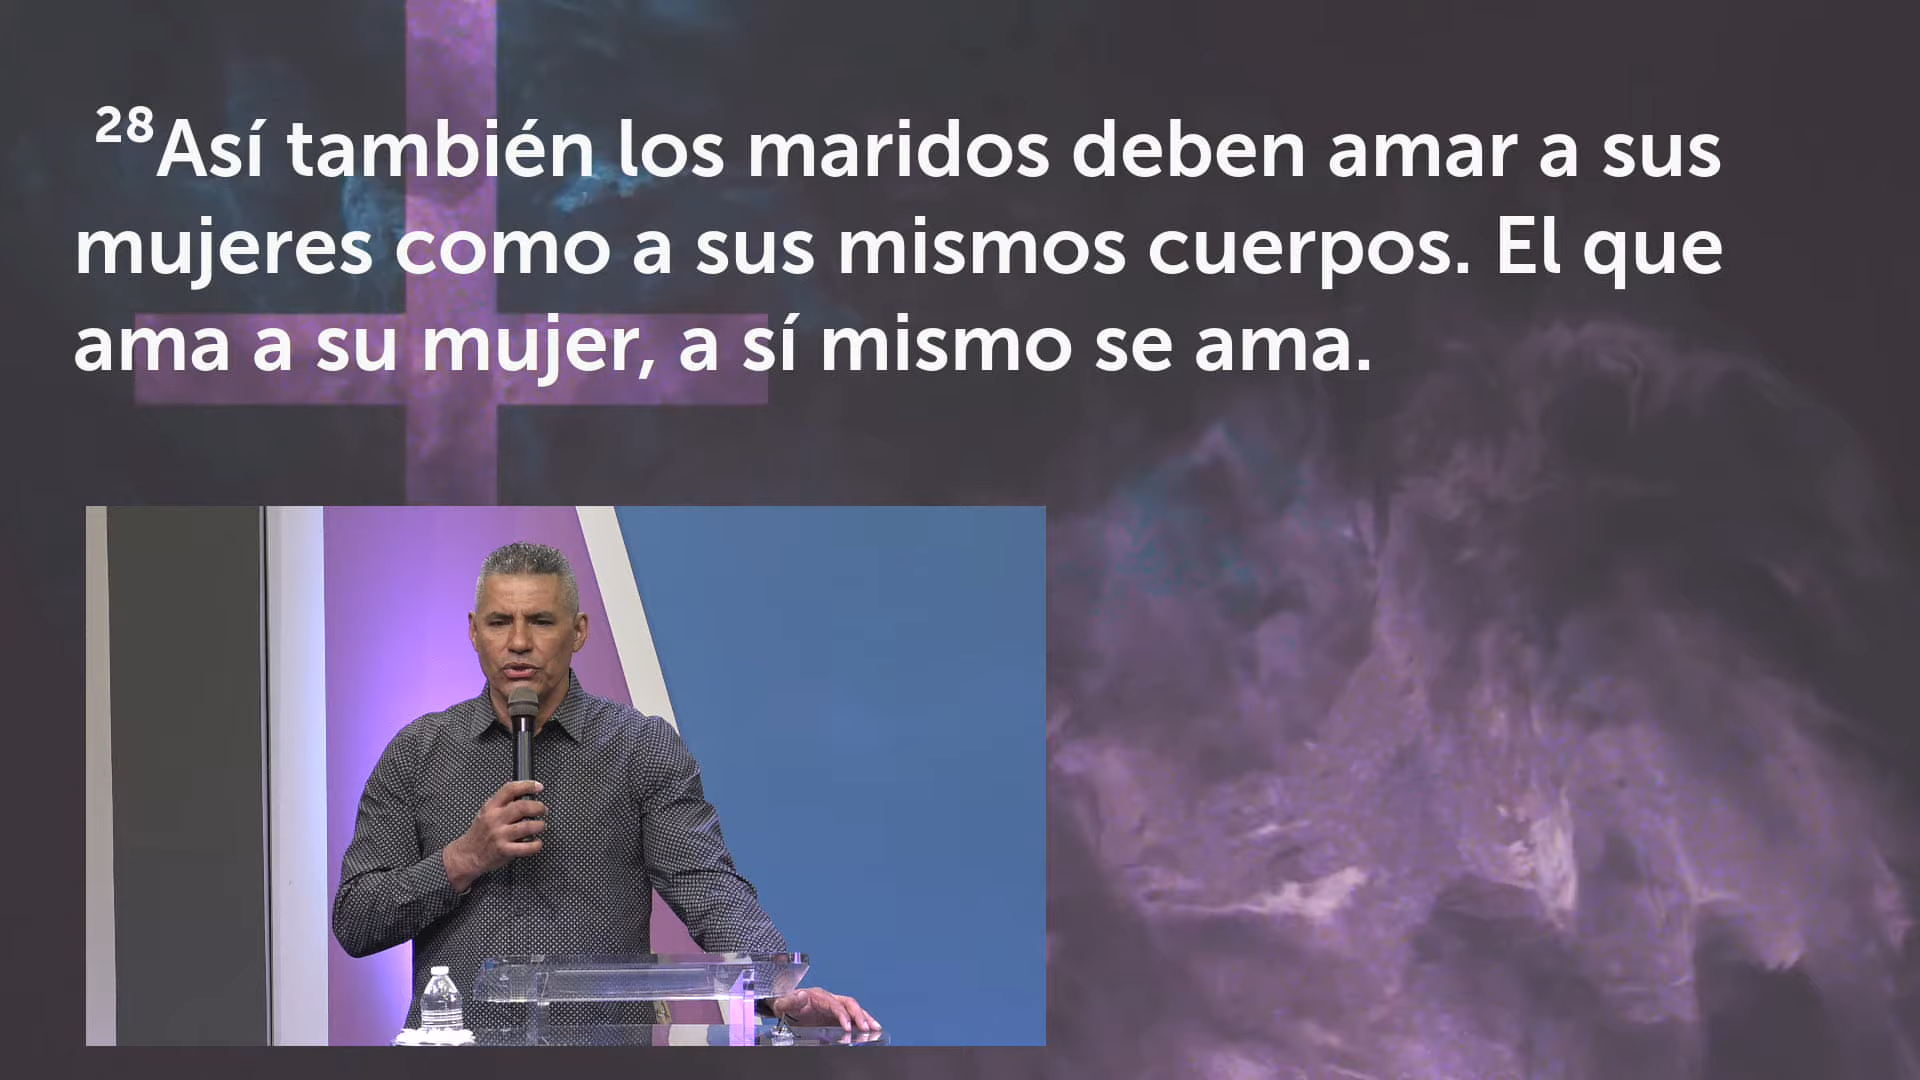 ²⁸Así también los maridos deben amar a sus
mujeres como a sus mismos cuerpos. El que
ama a su mujer, a sí mismo se ama.